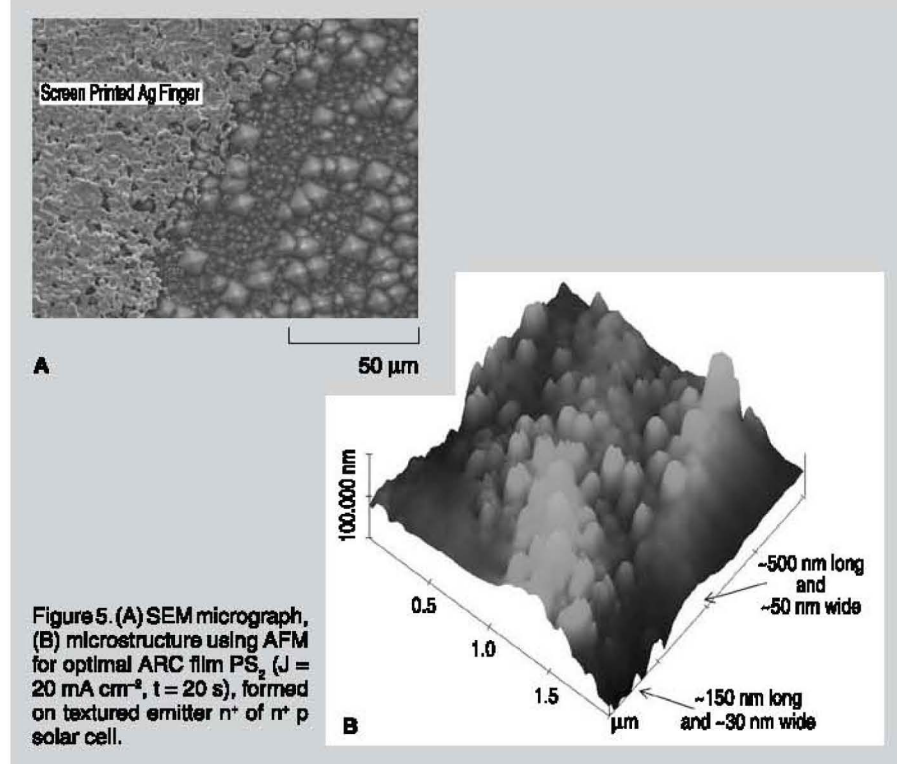 Screen Printed Ag Finger
A
50 µm
100.000 nm
0.5
1.0
1.5
µm
~500 nm long
and
~50 nm wide
~150 nm long
and ~30 nm wide
B
Figure 5. (A) SEM micrograph,
(B) microstructure using AFM
for optimal ARC film PS₂ (J =
20 mA cm⁻², t = 20 s), formed
on textured emitter n⁺ of n⁺ p
solar cell.